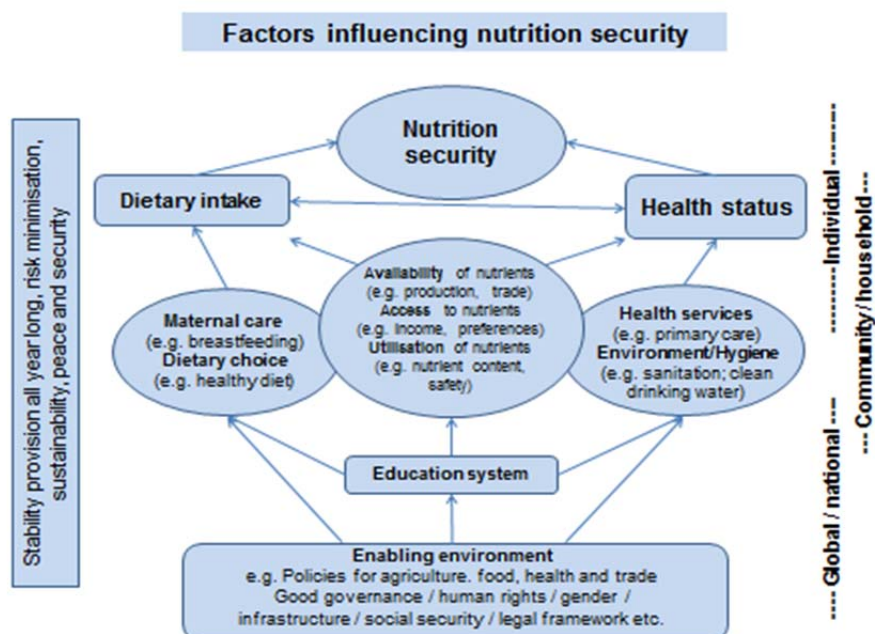 Factors influencing nutrition security
Nutrition
security
Dietary intake
Health status
Availability of nutrients
(e.g. production, trade)
Access to nutrients
(e.g. Income, preferences)
Utilisation of nutrients
(e.g. nutrient content,
safety)
Maternal care
(e.g. breastfeeding)
Dietary choice
(e.g. healthy diet)
Health services
(e.g. primary care)
Environment/Hygiene
(e.g. sanitation; clean
drinking water)
Education system
Enabling environment
e.g. Policies for agriculture. food, health and trade
Good governance / human rights / gender /
infrastructure / social security / legal framework etc.
Stability provision all year long, risk minimisation,
sustainability, peace and security
---- Global / national ---- ---------Individual --------
--- Community / household---